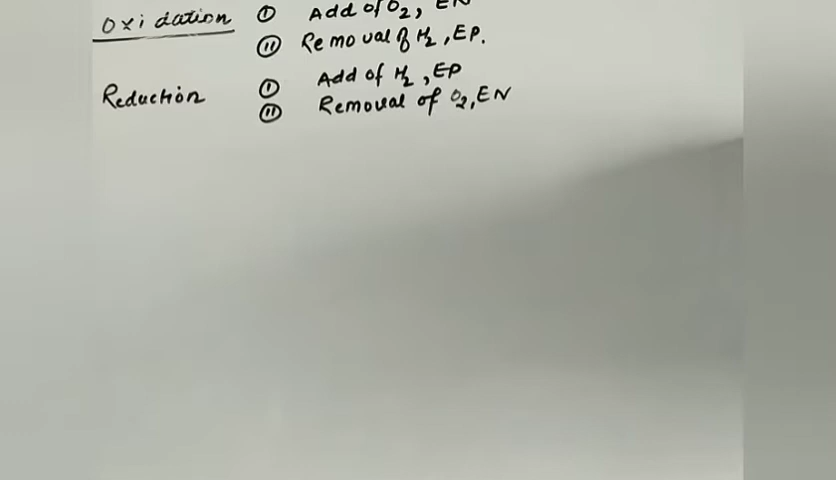 Oxidation ① Add of O₂, EN
⑪ Removal of H₂, EP.
Reduction ① Add of H₂, EP
⑪ Removal of O₂, EN